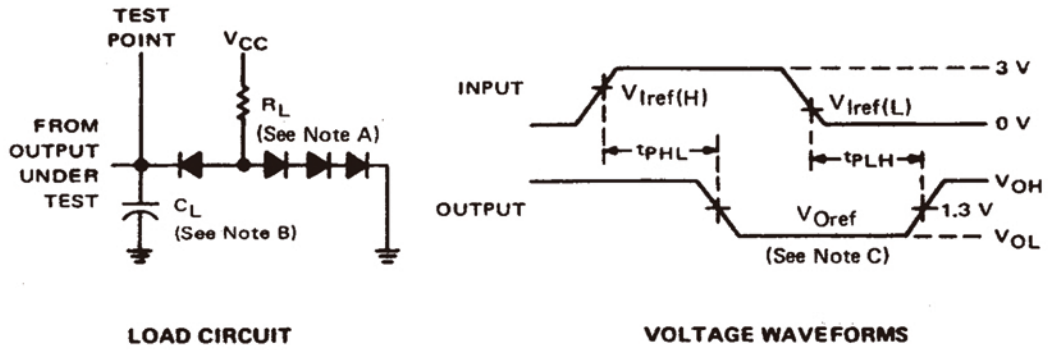 TEST
POINT
VCC
RL
(See Note A)
FROM
OUTPUT
UNDER
TEST
CL
(See Note B)
LOAD CIRCUIT
INPUT
VIref(H)
VIref(L)
3 V
0 V
tPHL
tPLH
OUTPUT
VOref
(See Note C)
VOH
1.3 V
VOL
VOLTAGE WAVEFORMS